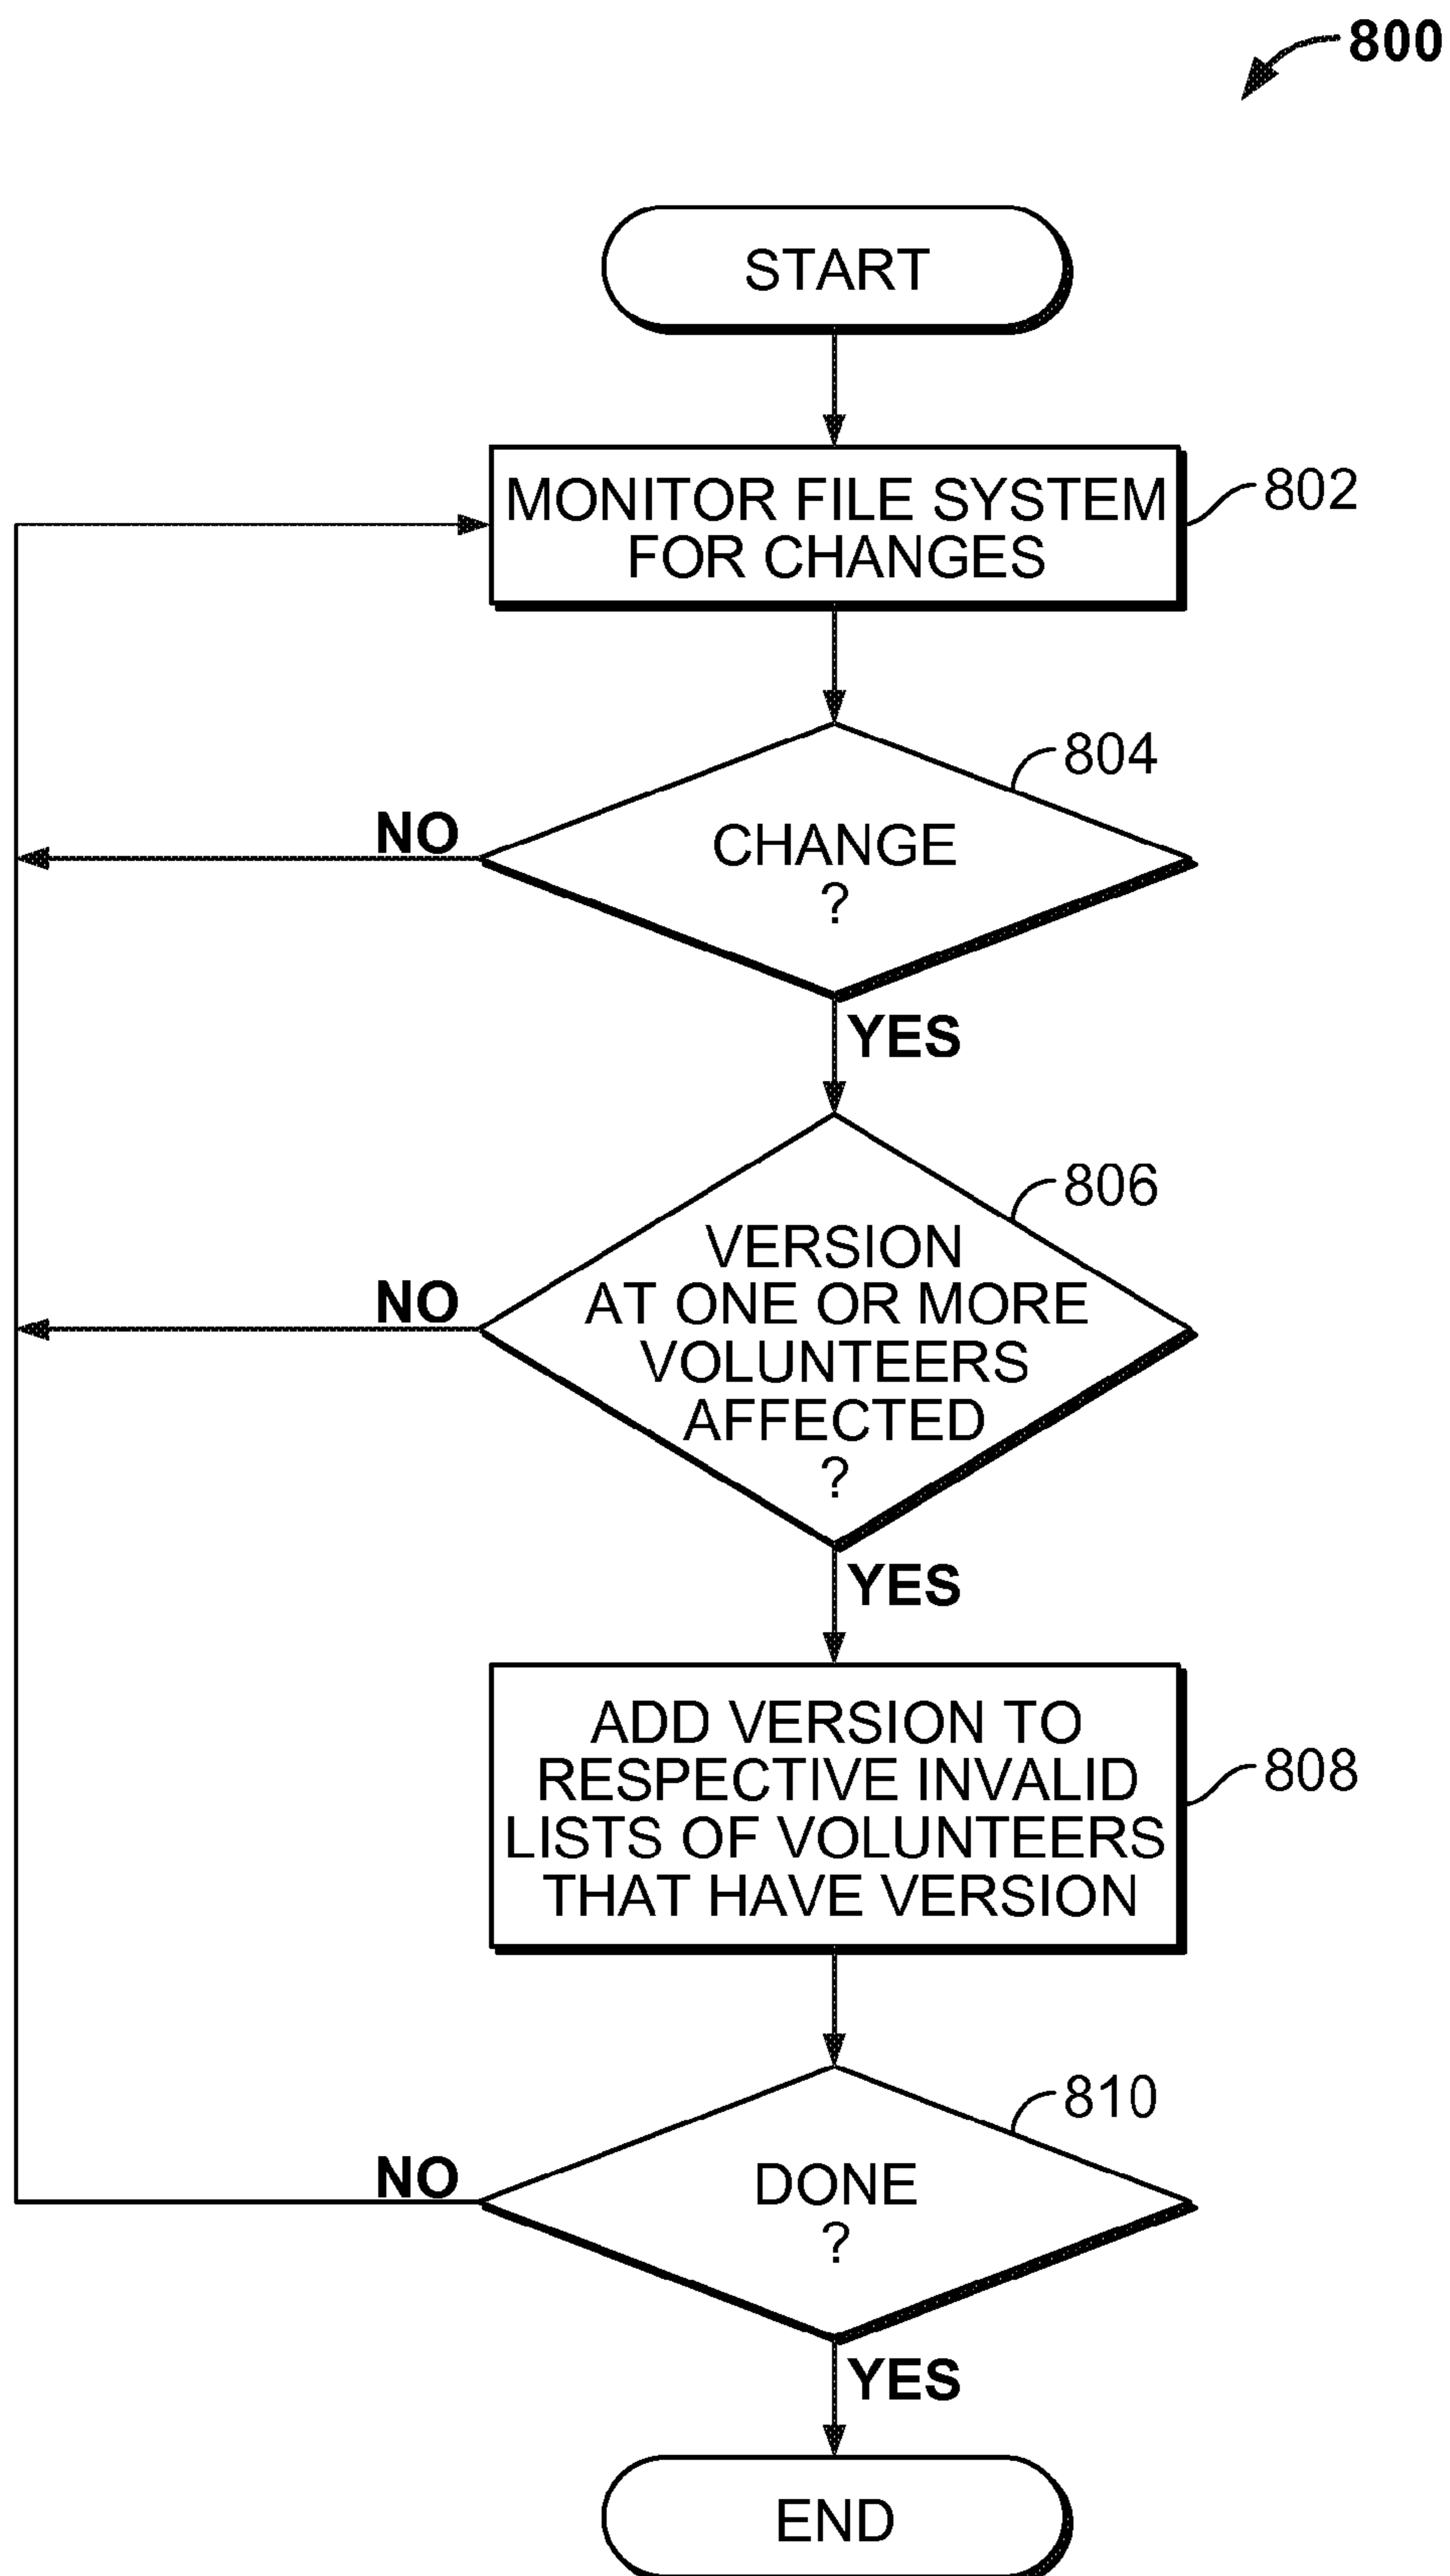 800
START
MONITOR FILE SYSTEM
FOR CHANGES
802
804
CHANGE
?
NO
YES
806
VERSION
AT ONE OR MORE
VOLUNTEERS
AFFECTED
?
NO
YES
ADD VERSION TO
RESPECTIVE INVALID
LISTS OF VOLUNTEERS
THAT HAVE VERSION
808
810
DONE
?
NO
YES
END